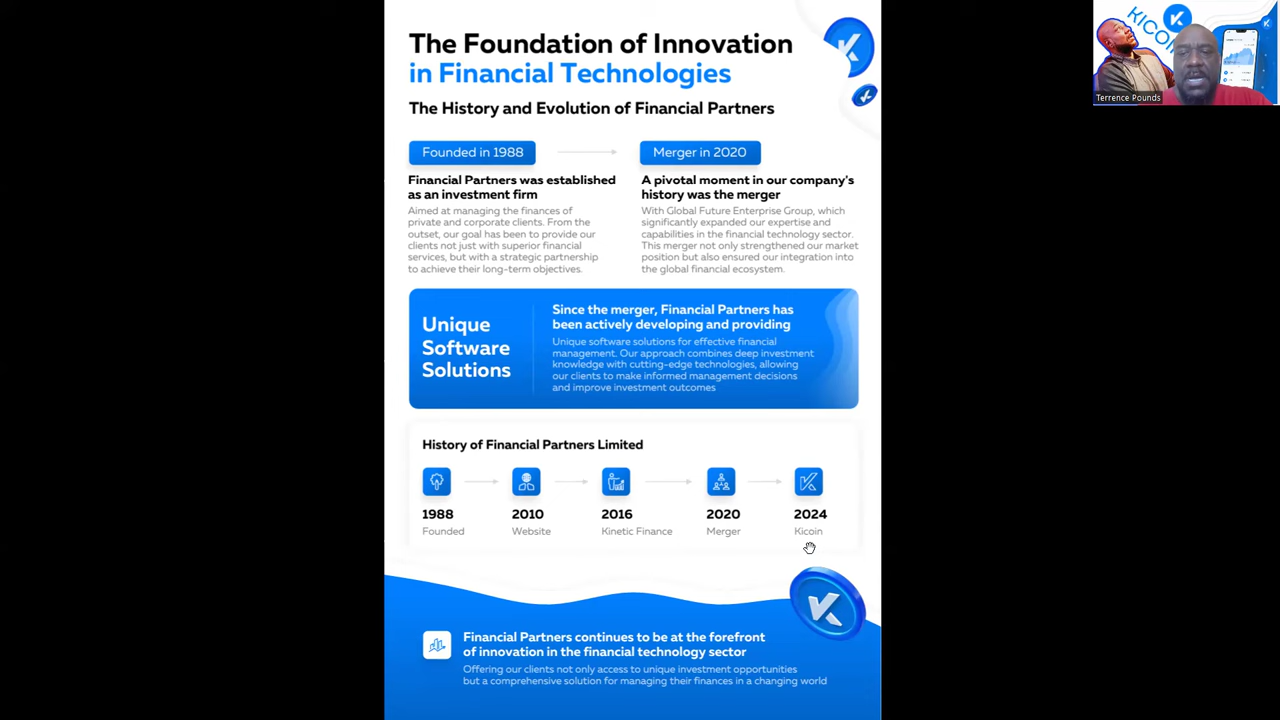 The Foundation of Innovation
in Financial Technologies
The History and Evolution of Financial Partners
Founded in 1988
Merger in 2020
Financial Partners was established
as an investment firm
Aimed at managing the finances of
private and corporate clients. From the
outset, our goal has been to provide our
clients not just with superior financial
services, but with a strategic partnership
to achieve their long-term objectives.
A pivotal moment in our company's
history was the merger
With Global Future Enterprise Group, which
significantly expanded our expertise and
capabilities in the financial technology sector.
This merger not only strengthened our market
position but also ensured our integration into
the global financial ecosystem.
Unique
Software
Solutions
Since the merger, Financial Partners has
been actively developing and providing
Unique software solutions for effective financial
management. Our approach combines deep investment
knowledge with cutting-edge technologies, allowing
our clients to make informed management decisions
and improve investment outcomes
History of Financial Partners Limited
1988
Founded
2010
Website
2016
Kinetic Finance
2020
Merger
2024
Kicoin
Financial Partners continues to be at the forefront
of innovation in the financial technology sector
Offering our clients not only access to unique investment opportunities
but a comprehensive solution for managing their finances in a changing world
Terrence Pounds